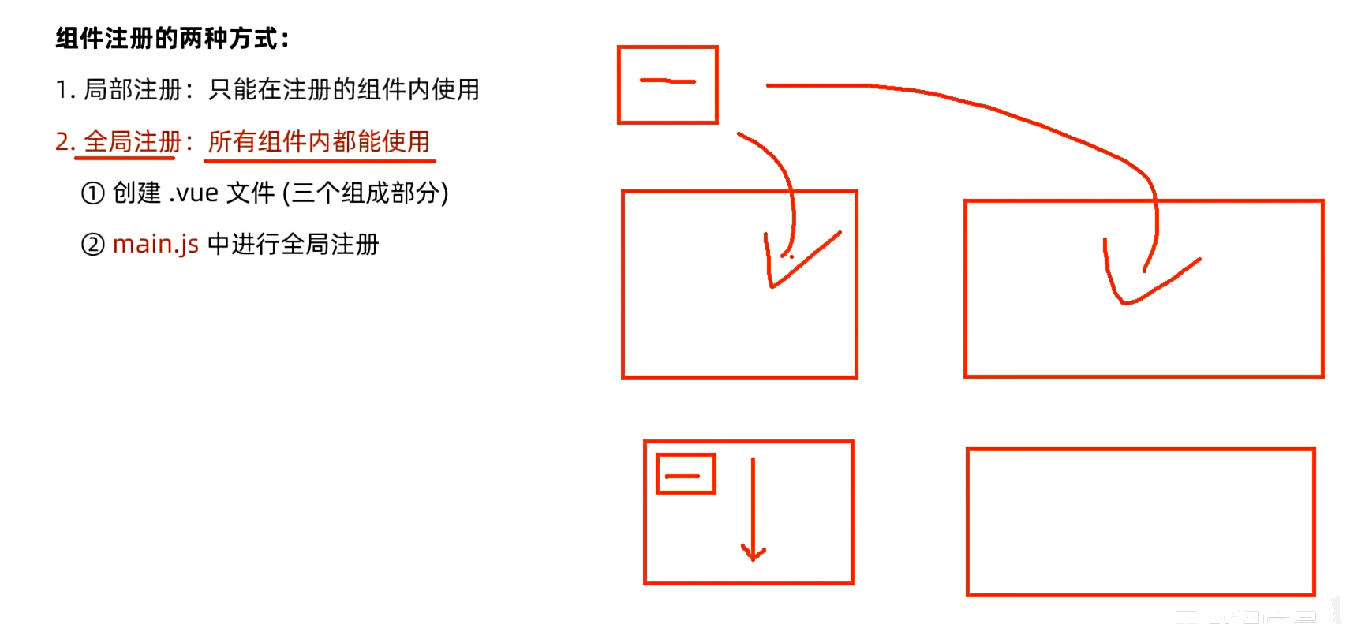 组件注册的两种方式：
1. 局部注册：只能在注册的组件内使用
2. 全局注册：所有组件内都能使用
① 创建 .vue 文件 (三个组成部分)
② main.js 中进行全局注册